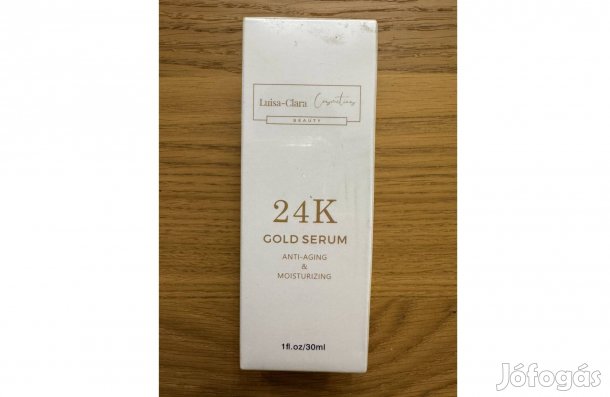 Luisa-Clara Cosmetics
BEAUTY
24K
GOLD SERUM
ANTI-AGING
&
MOISTURIZING
1fl.oz/30ml
Jófogás